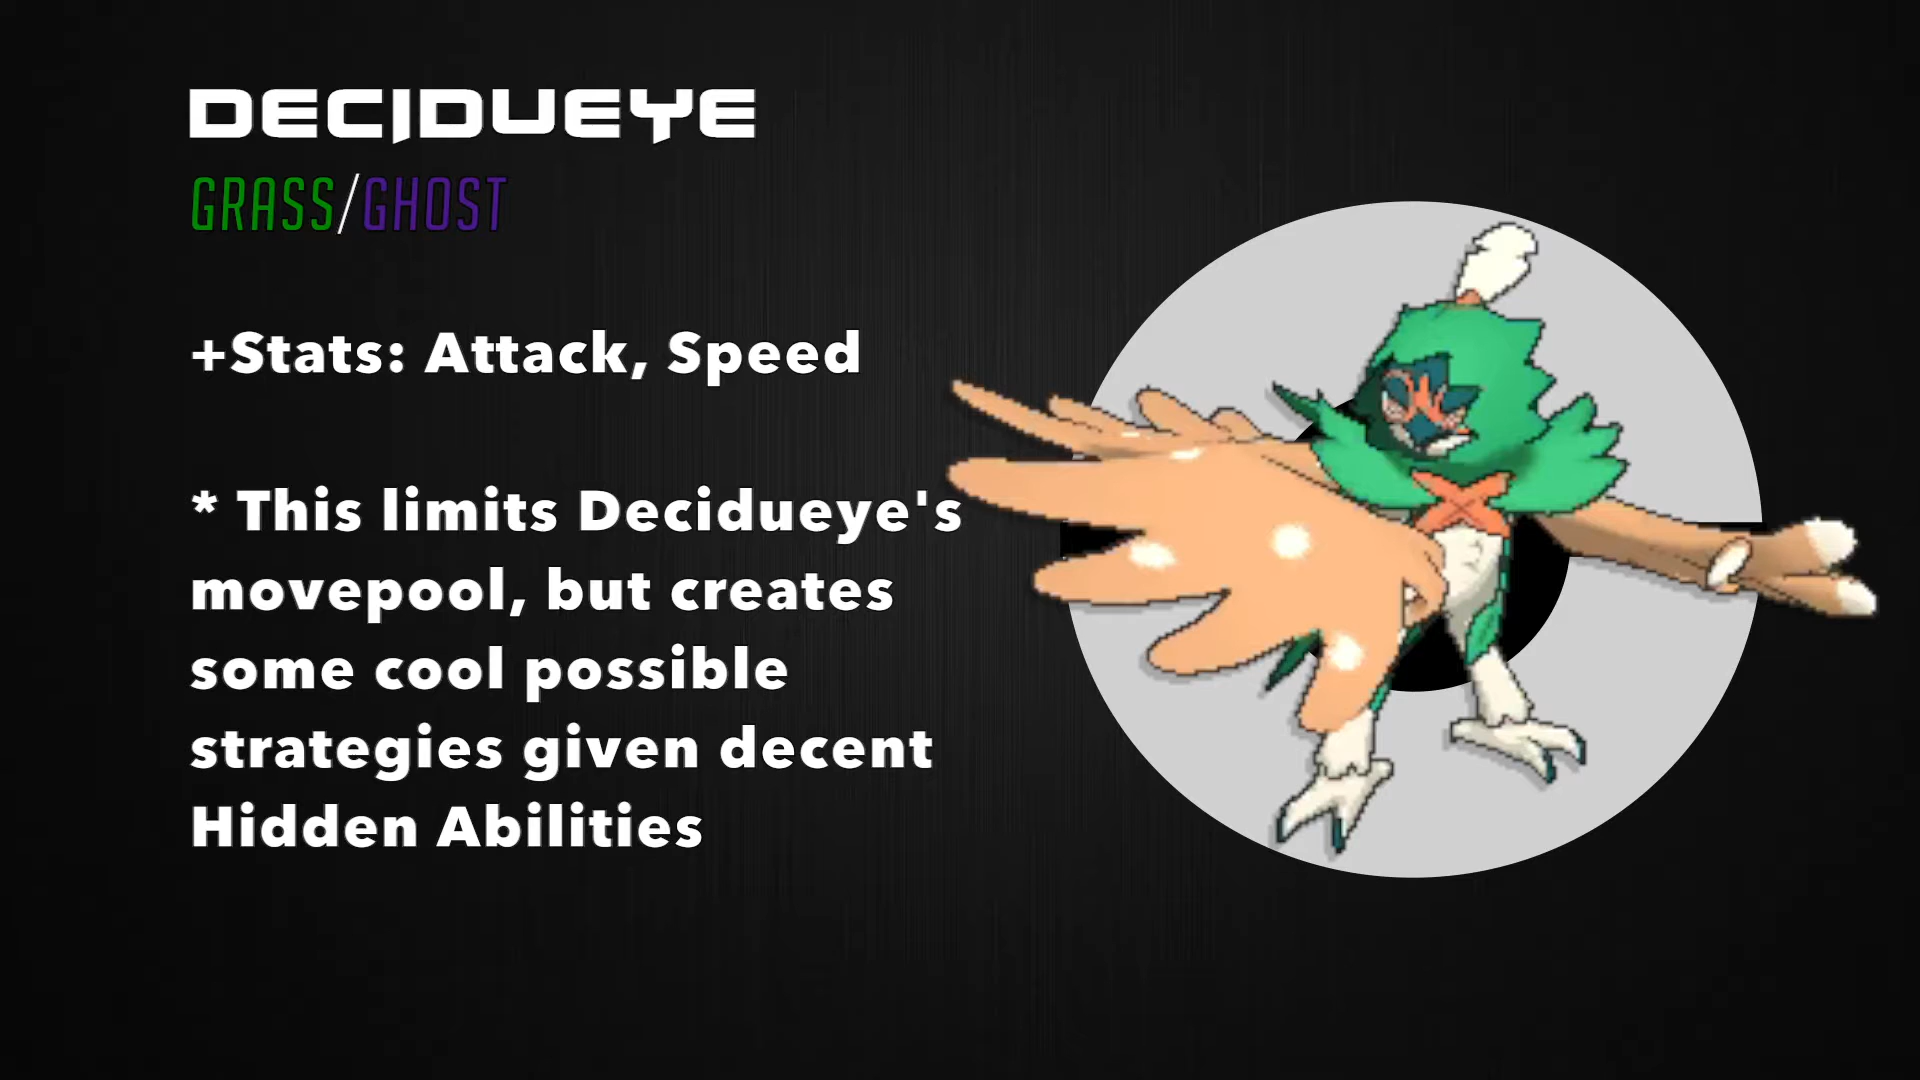 DECIDUEYE
GRASS/GHOST
+Stats: Attack, Speed
* This limits Decidueye's
movepool, but creates
some cool possible
strategies given decent
Hidden Abilities